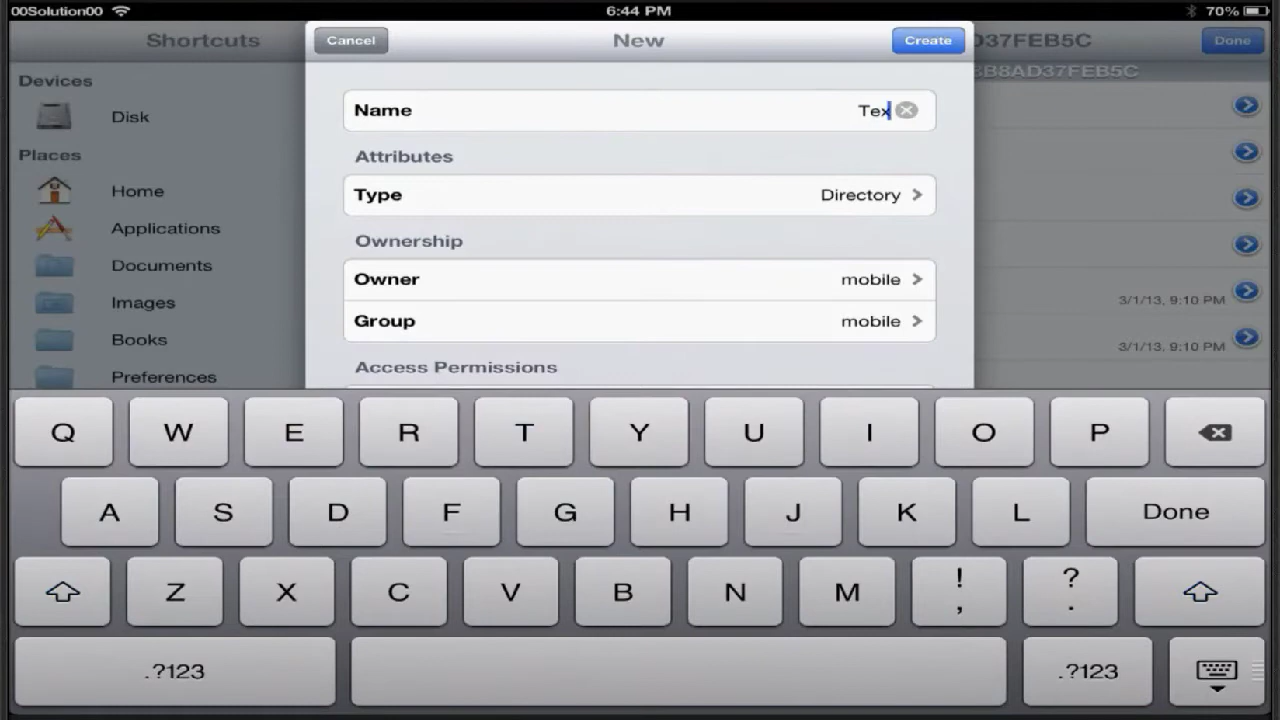 00Solution00 6:44 PM 70%
Shortcuts Cancel New Create D37FEB5C Done
BB8AD37FEB5C
Devices
Disk
Places
Home
Applications
Documents
Images
Books
Preferences
Name Tex
Attributes
Type Directory
Ownership
Owner mobile
Group mobile
Access Permissions
3/1/13, 9:10 PM
3/1/13, 9:10 PM
Q W E R T Y U I O P
A S D F G H J K L Done
Z X C V B N M ! , ? .
.?123 .?123